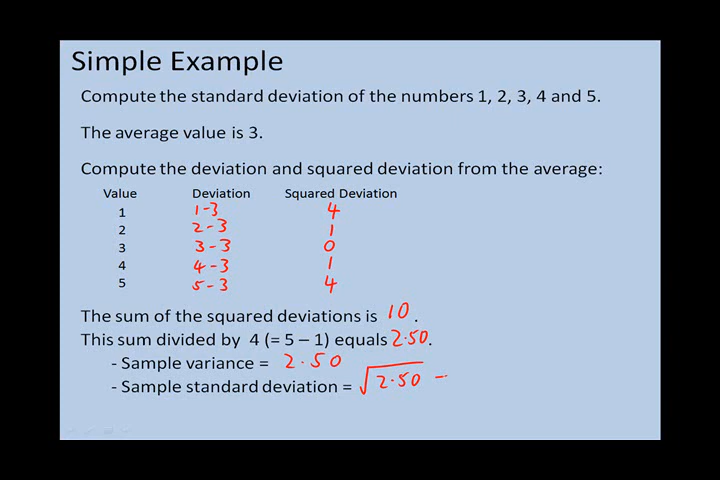 Simple Example
Compute the standard deviation of the numbers 1, 2, 3, 4 and 5.
The average value is 3.
Compute the deviation and squared deviation from the average:
Value Deviation Squared Deviation
1 1-3 4
2 2-3 1
3 3-3 0
4 4-3 1
5 5-3 4
The sum of the squared deviations is 10.
This sum divided by 4 (= 5 – 1) equals 2.50.
- Sample variance = 2.50
- Sample standard deviation = √2.50 -